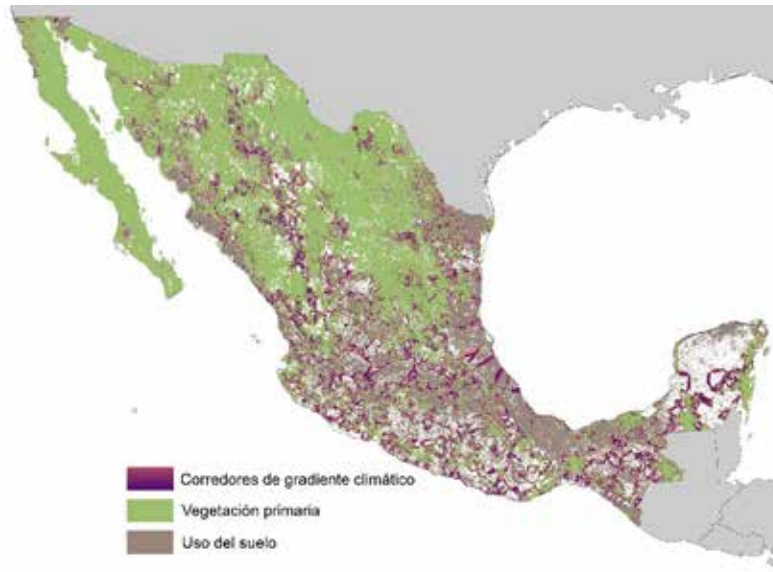 Corredores de gradiente climático
Vegetación primaria
Uso del suelo